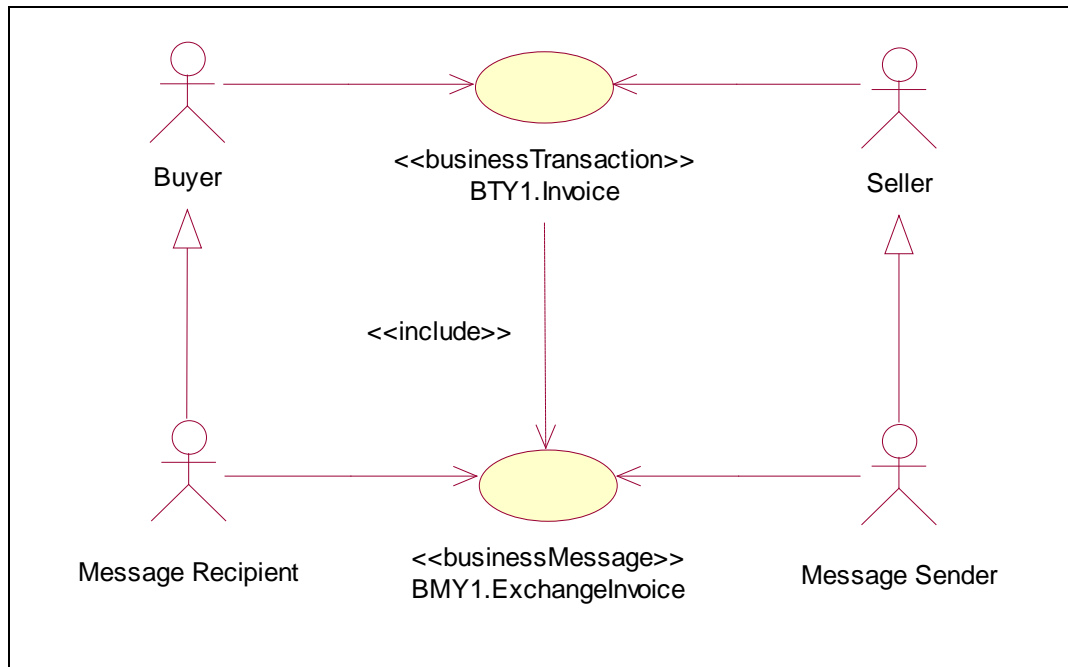 <<businessTransaction>>
BTY1.Invoice
Buyer
Seller
<<include>>
<<businessMessage>>
BMY1.ExchangeInvoice
Message Recipient
Message Sender